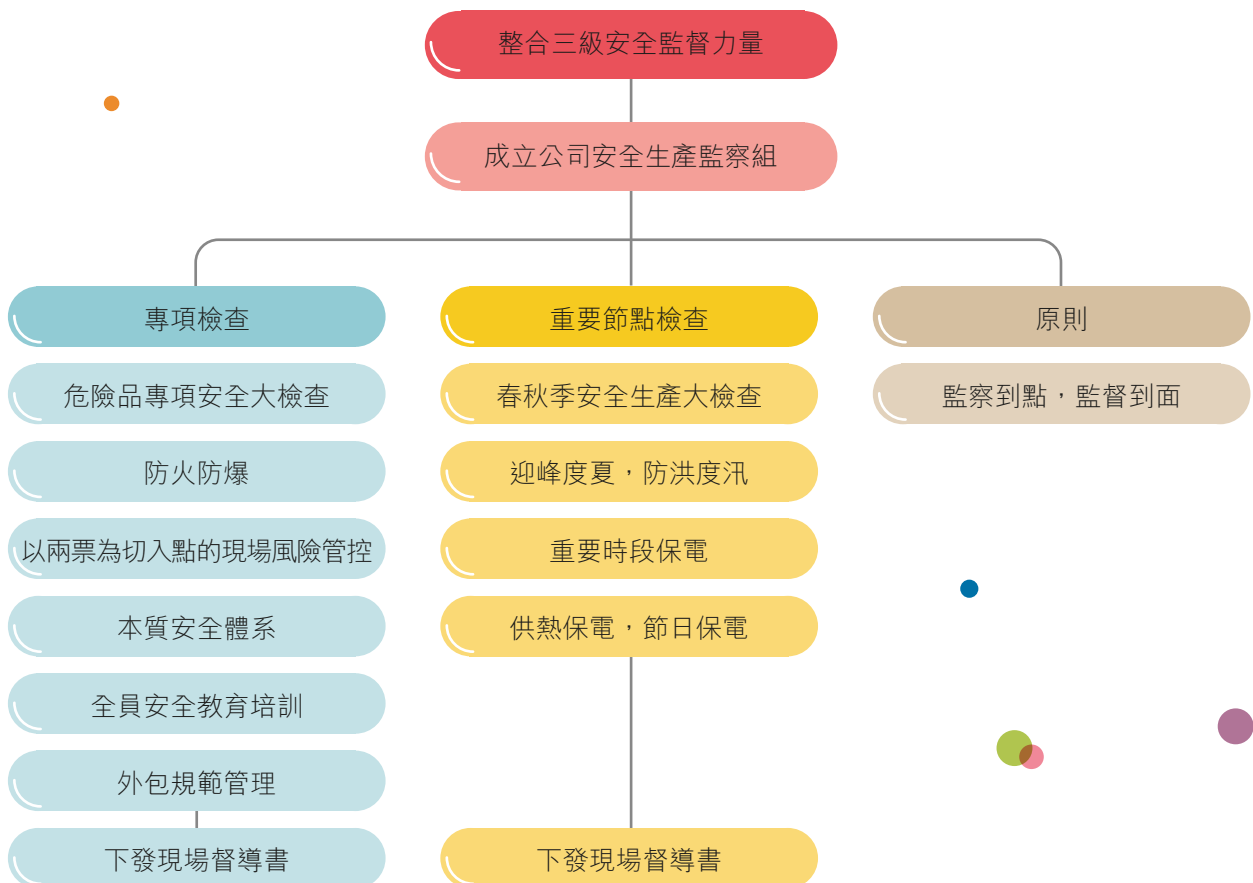 整合三級安全監督力量
成立公司安全生產監察組
專項檢查
危險品專項安全大檢查
防火防爆
以兩票為切入點的現場風險管控
本質安全體系
全員安全教育培訓
外包規範管理
下發現場督導書
重要節點檢查
春秋季安全生產大檢查
迎峰度夏，防洪度汛
重要時段保電
供熱保電，節日保電
下發現場督導書
原則
監察到點，監督到面